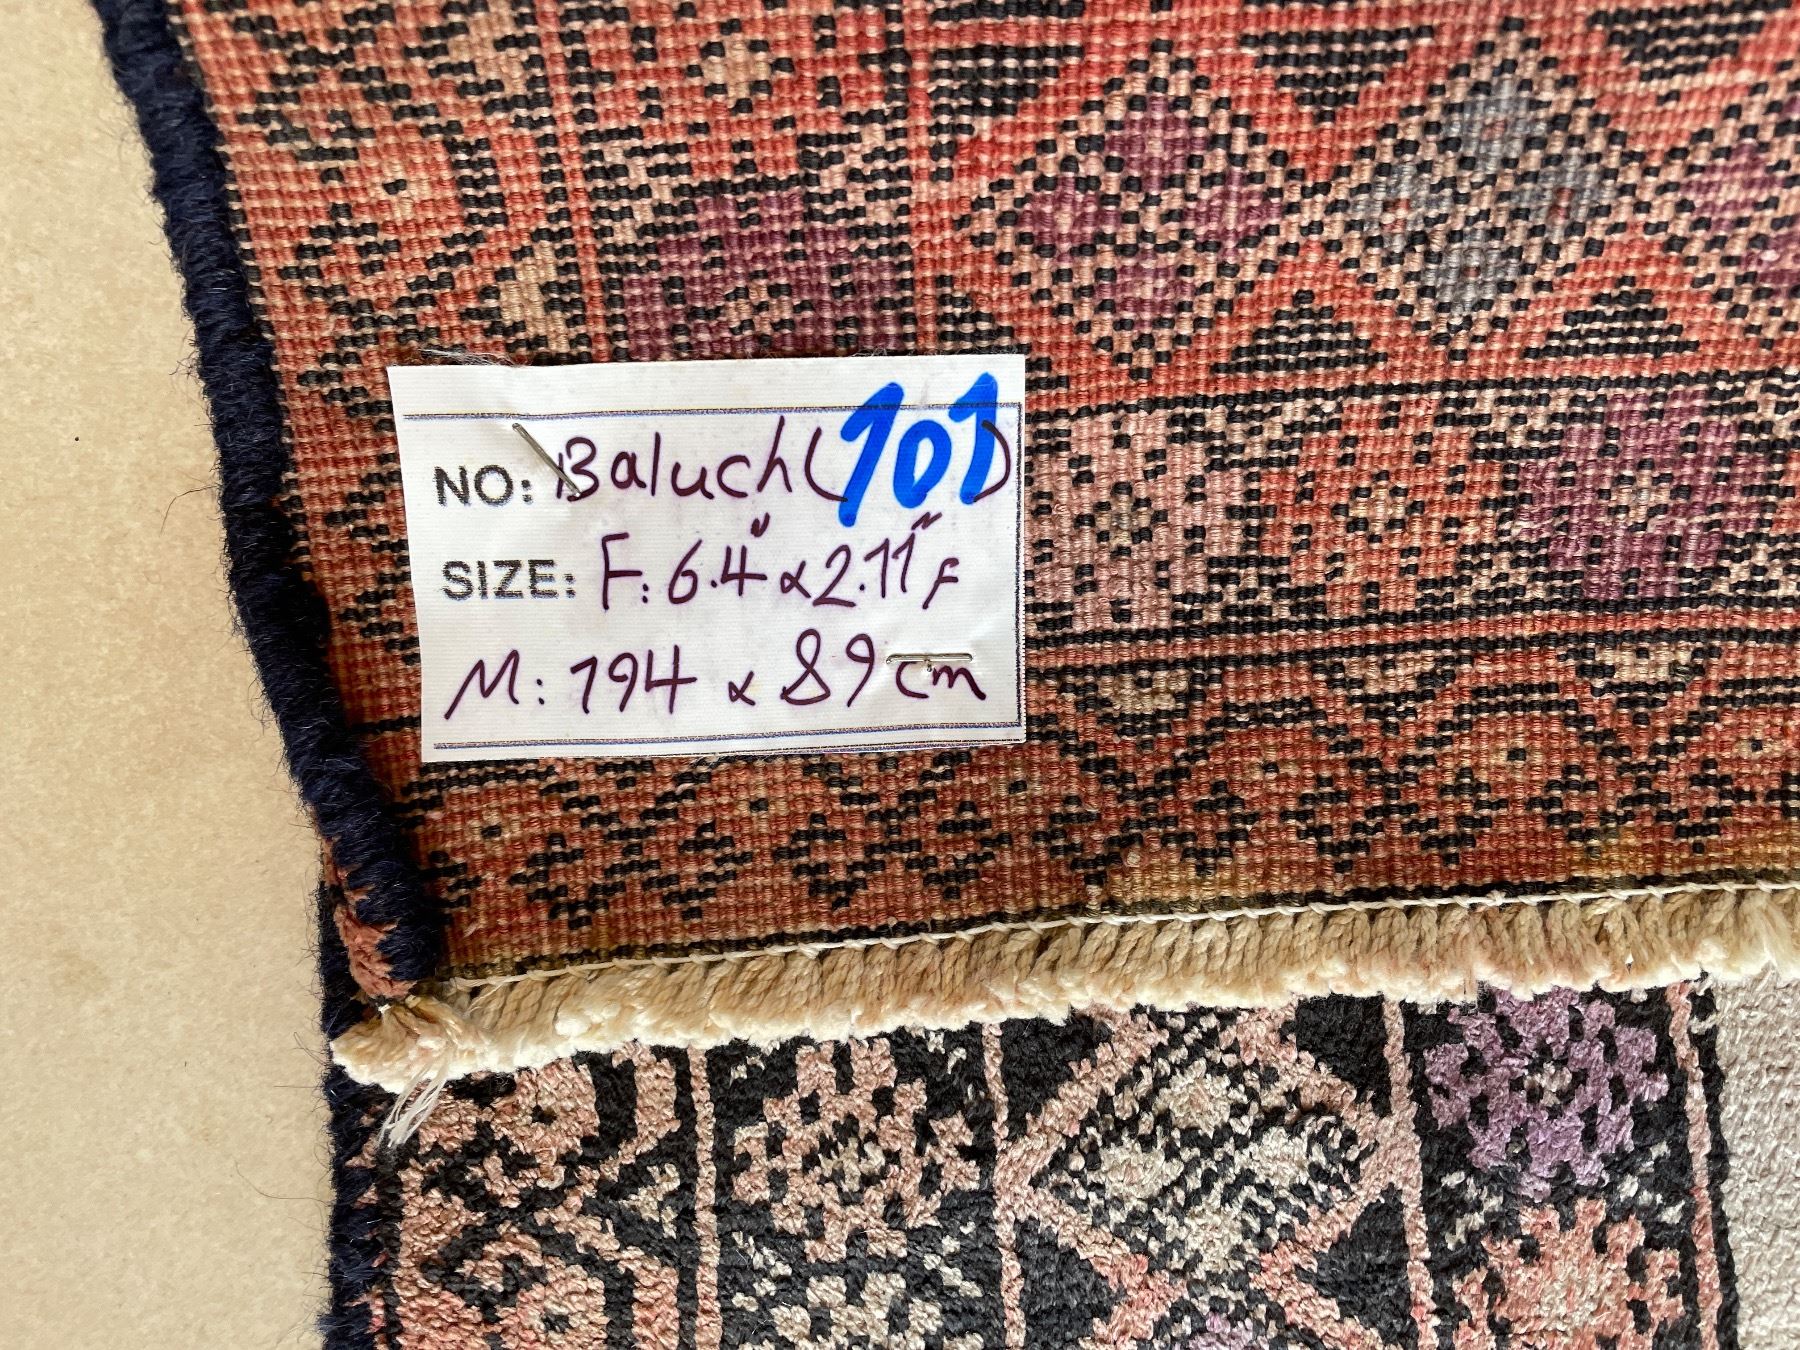 NO: Baluch (101)
SIZE: F: 6.4" x 2.11" F
M: 194 x 89 cm